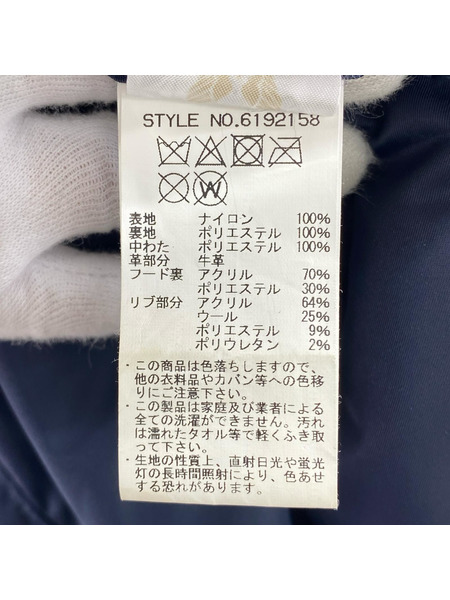 STYLE NO.6192158
W
表地 ナイロン 100%
裏地 ポリエステル 100%
中わた ポリエステル 100%
革部分 牛革
フード裏 アクリル 70%
ポリエステル 30%
リブ部分 アクリル 64%
ウール 25%
ポリエステル 9%
ポリウレタン 2%
・この商品は色落ちしますので、
他の衣料品やカバン等への色移
りにご注意下さい。
・この製品は家庭及び業者による
全ての洗濯ができません。汚れ
は濡れたタオル等で軽くふき取
って下さい。
・生地の性質上、直射日光や蛍光
灯の長時間照射により、色あせ
する恐れがあります。